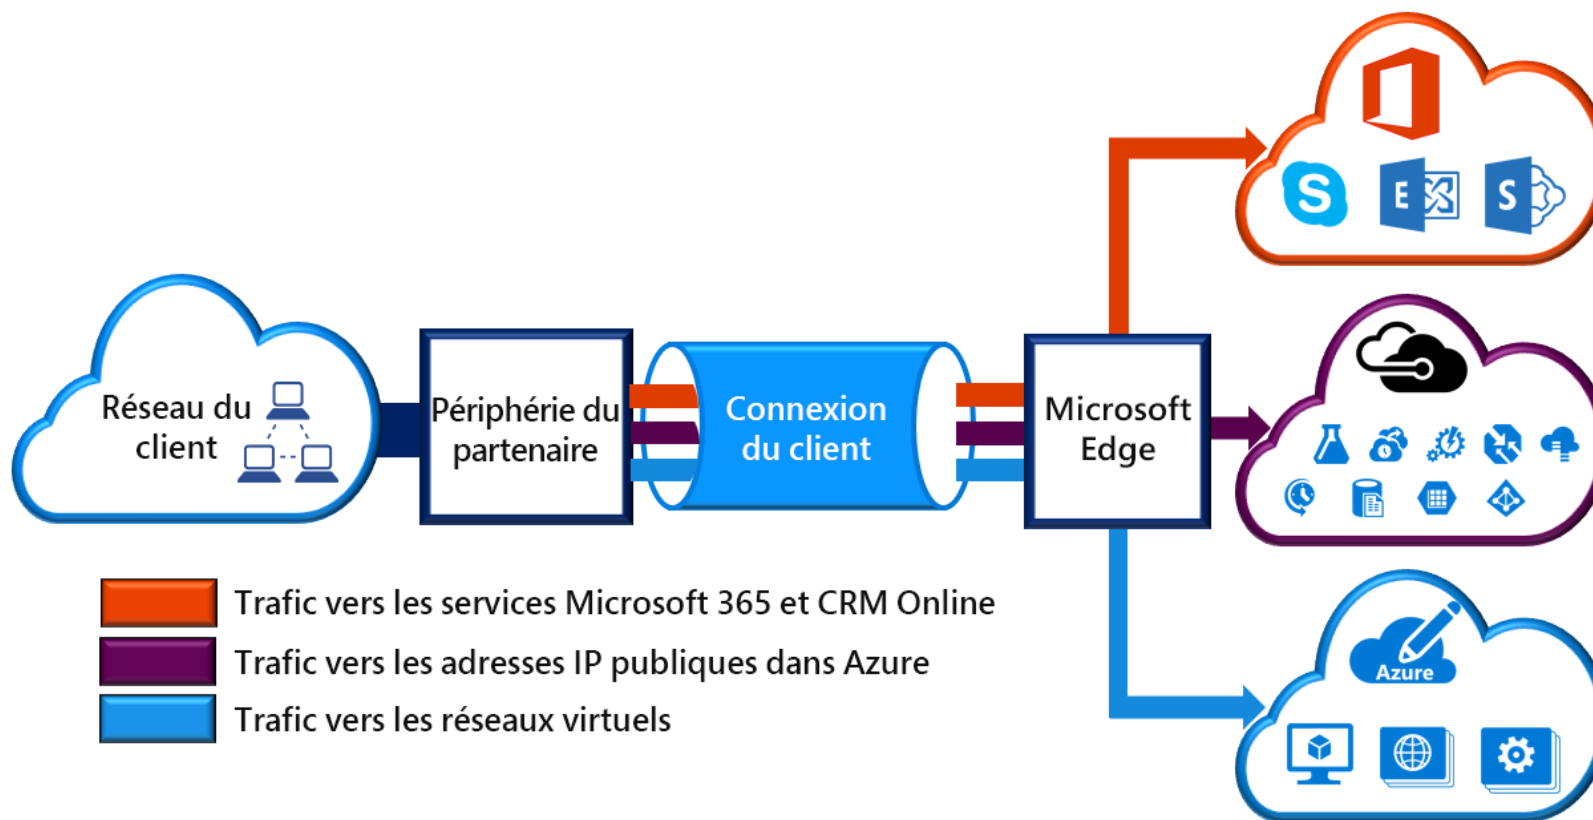 Réseau du
client
Périphérie du
partenaire
Connexion
du client
Microsoft
Edge
S
E
S
Azure
Trafic vers les services Microsoft 365 et CRM Online
Trafic vers les adresses IP publiques dans Azure
Trafic vers les réseaux virtuels